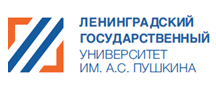 ЛЕНИНГРАДСКИЙ
ГОСУДАРСТВЕННЫЙ
УНИВЕРСИТЕТ
ИМ. А.С. ПУШКИНА